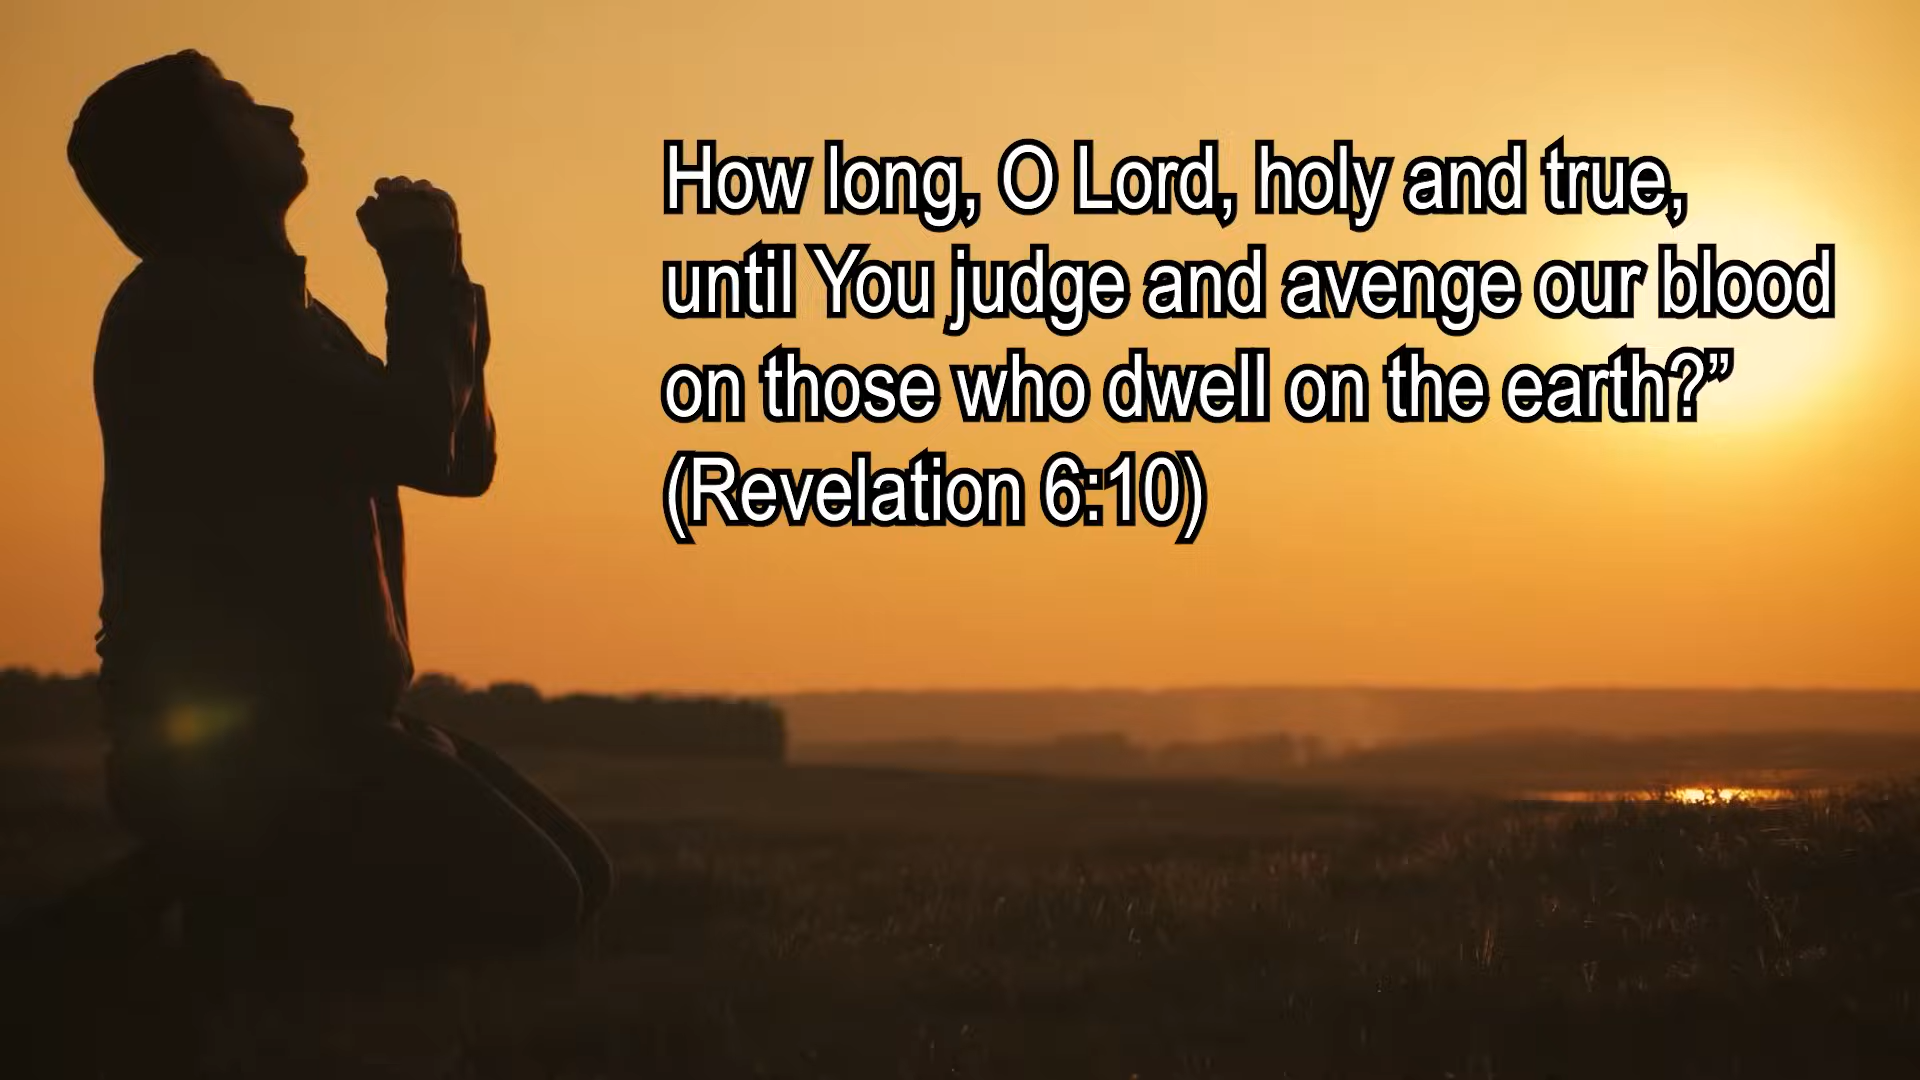 How long, O Lord, holy and true,
until You judge and avenge our blood
on those who dwell on the earth?”
(Revelation 6:10)